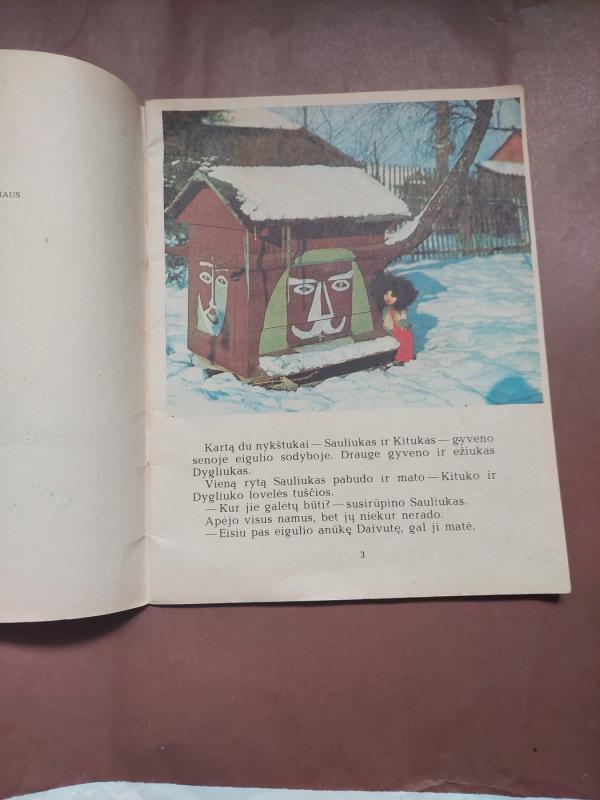 IAUS
Kartą du nykštukai — Sauliukas ir Kitukas — gyveno
senoje eigulio sodyboje. Drauge gyveno ir ežiukas
Dygliukas.
Vieną rytą Sauliukas pabudo ir mato — Kituko ir
Dygliuko lovelės tuščios.
— Kur jie galėtų būti? — susirūpino Sauliukas.
Apėjo visus namus, bet jų niekur nerado.
— Eisiu pas eigulio anūkę Daivutę, gal ji matė.
3